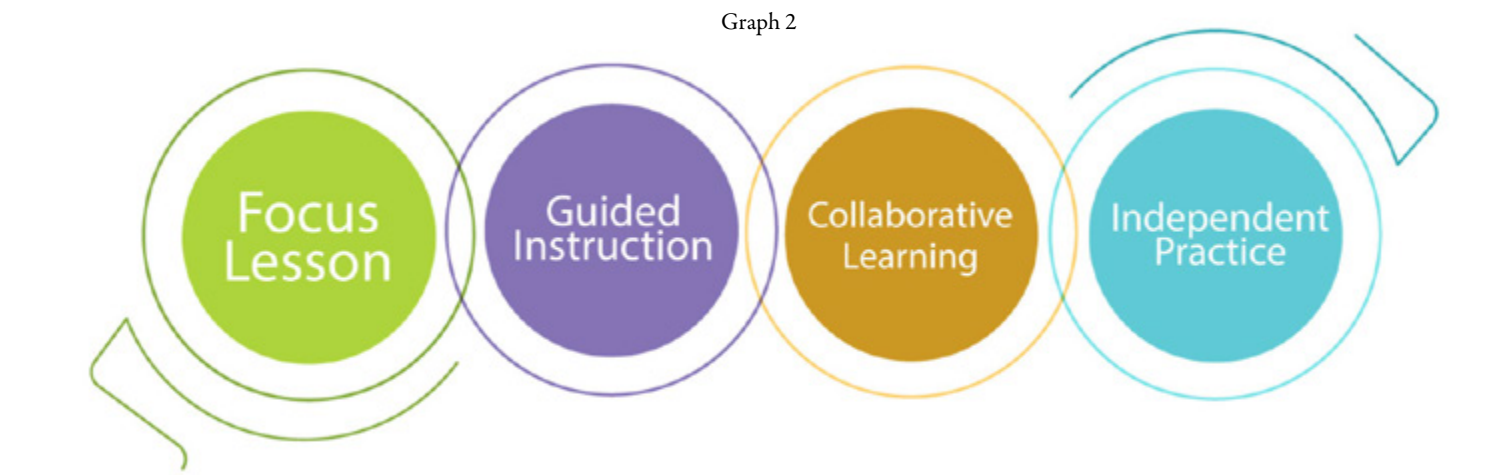 Graph 2
Focus
Lesson
Guided
Instruction
Collaborative
Learning
Independent
Practice